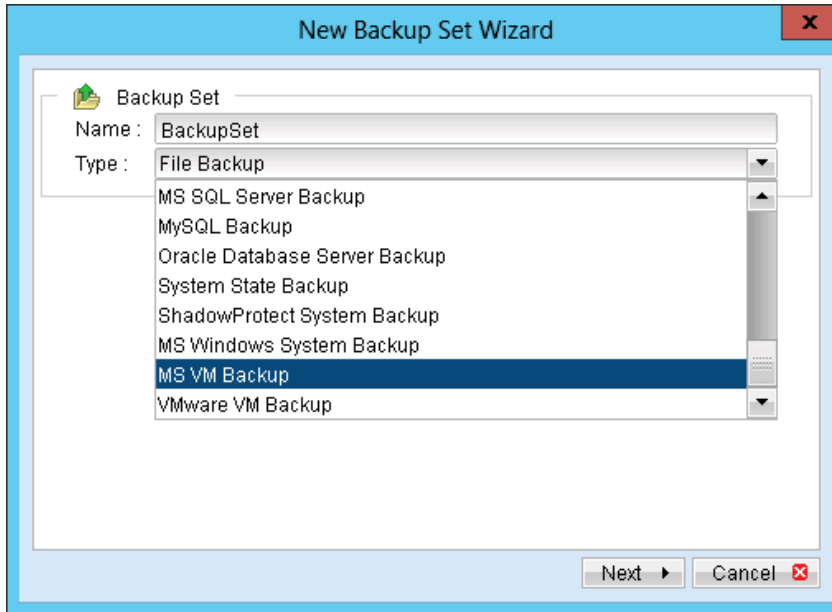 New Backup Set Wizard
x
Backup Set
Name : BackupSet
Type : File Backup
MS SQL Server Backup
MySQL Backup
Oracle Database Server Backup
System State Backup
ShadowProtect System Backup
MS Windows System Backup
MS VM Backup
VMware VM Backup
Next Cancel